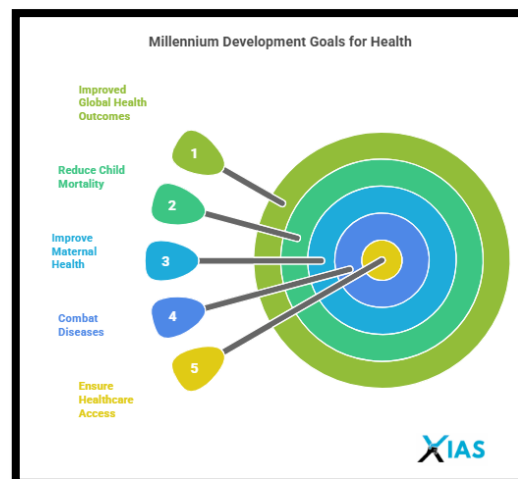 Millennium Development Goals for Health
Improved
Global Health
Outcomes
1
Reduce Child
Mortality
2
Improve
Maternal
Health
3
Combat
Diseases
4
Ensure
Healthcare
Access
5
XIAS